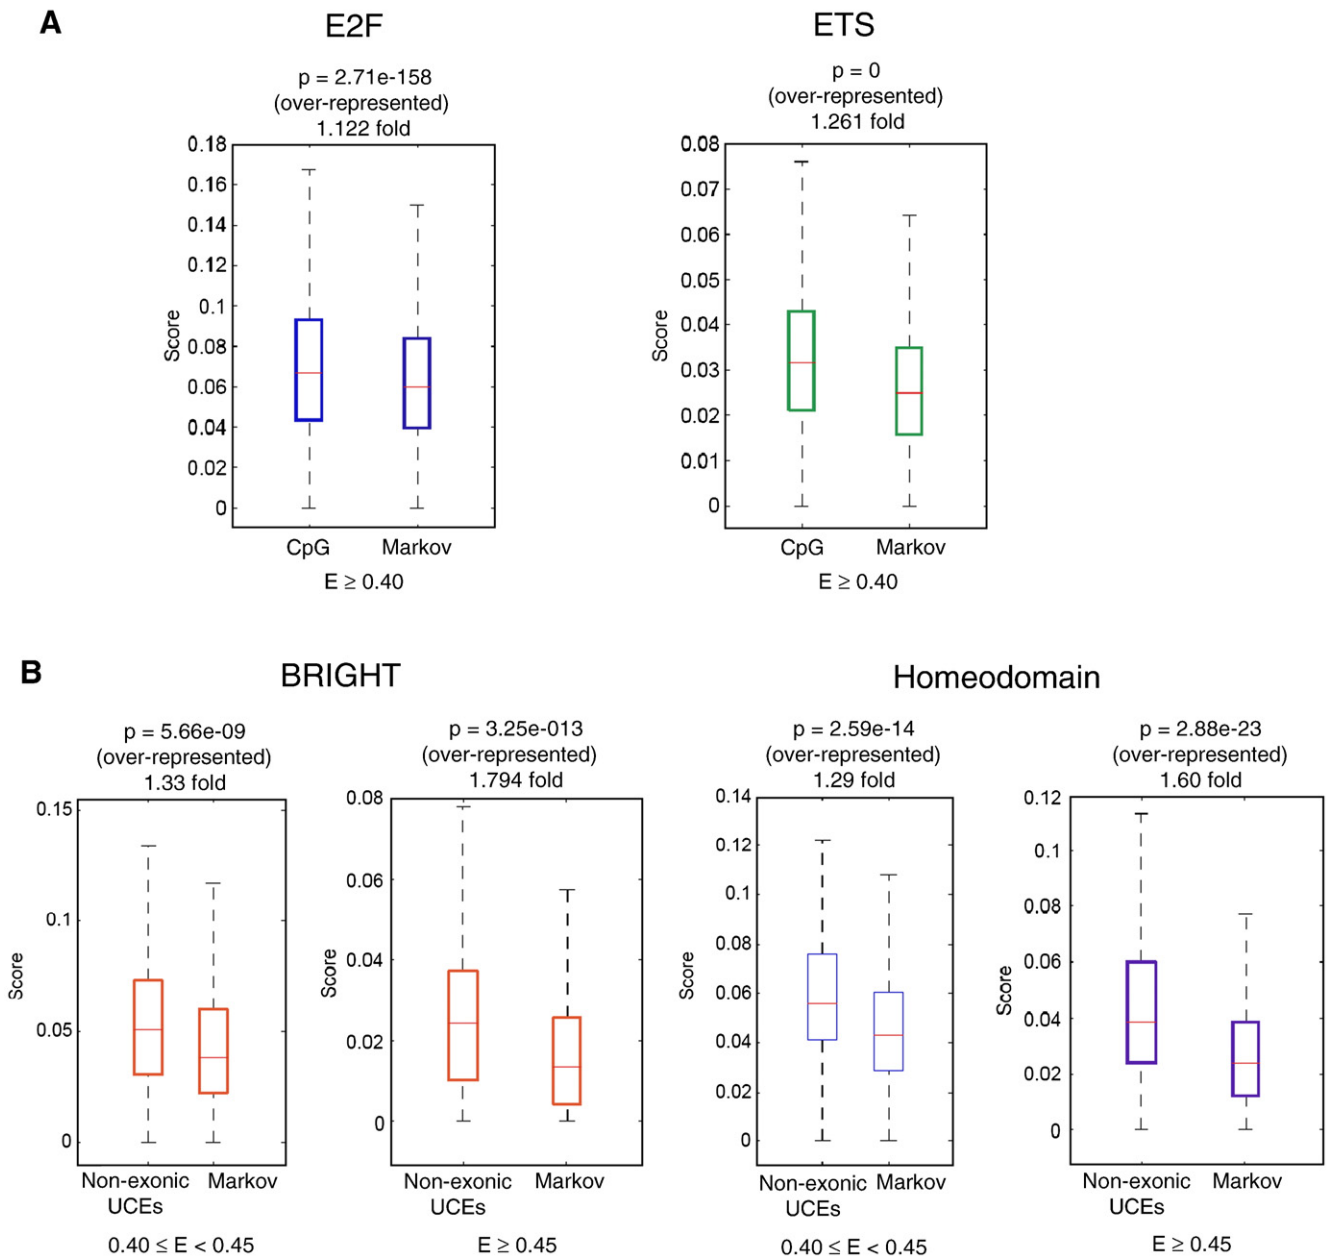 A
E2F
p = 2.71e-158
(over-represented)
1.122 fold
0.18
0.16
0.14
0.12
0.1
0.08
0.06
0.04
0.02
0
Score
CpG Markov
E ≥ 0.40
ETS
p = 0
(over-represented)
1.261 fold
0.08
0.07
0.06
0.05
0.04
0.03
0.02
0.01
0
Score
CpG Markov
E ≥ 0.40
B
BRIGHT
p = 5.66e-09
(over-represented)
1.33 fold
0.15
0.1
0.05
0
Score
Non-exonic Markov
UCEs
0.40 ≤ E < 0.45
p = 3.25e-013
(over-represented)
1.794 fold
0.08
0.06
0.04
0.02
0
Score
Non-exonic Markov
UCEs
E ≥ 0.45
Homeodomain
p = 2.59e-14
(over-represented)
1.29 fold
0.14
0.12
0.1
0.08
0.06
0.04
0.02
0
Score
Non-exonic Markov
UCEs
0.40 ≤ E < 0.45
p = 2.88e-23
(over-represented)
1.60 fold
0.12
0.1
0.08
0.06
0.04
0.02
0
Score
Non-exonic Markov
UCEs
E ≥ 0.45